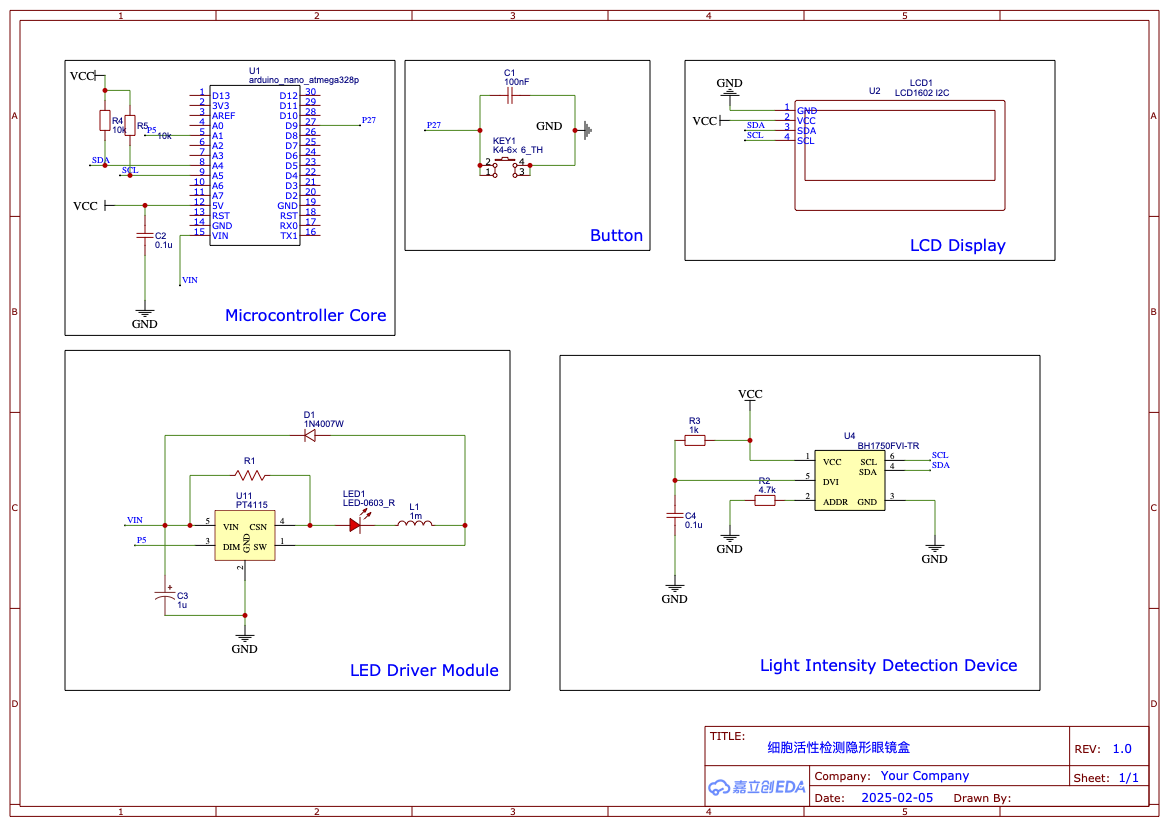 1 2 3 4 5
A
B
C
D
A
B
C
D
1 2 3 4 5
VCC
R4
10k
R5
10k
P5
SDA
SCL
VCC
C2
0.1u
VIN
GND
U1
arduino_nano_atmega328p
1 D13
2 3V3
3 AREF
4 A0
5 A1
6 A2
7 A3
8 A4
9 A5
10 A6
11 A7
12 5V
13 RST
14 GND
15 VIN
D12 30
D11 29
D10 28
D9 27
D8 26
D7 25
D6 24
D5 23
D4 22
D3 21
D2 20
GND 19
RST 18
RX0 17
TX1 16
P27
Microcontroller Core
C1
100nF
P27
GND
KEY1
K4-6× 6_TH
2 4
1 3
Button
GND
VCC
SDA
SCL
U2
LCD1
LCD1602 I2C
1 GND
2 VCC
3 SDA
4 SCL
LCD Display
D1
1N4007W
R1
U11
PT4115
VIN
P5
5 VIN CSN 4
3 DIM SW 1
GND
2
LED1
LED-0603_R
L1
1m
C3
1u
+
GND
LED Driver Module
VCC
R3
1k
U4
BH1750FVI-TR
1 VCC SCL 6
SDA 4
5 DVI
2 ADDR GND 3
SCL
SDA
R2
4.7k
C4
0.1u
GND
GND
GND
Light Intensity Detection Device
TITLE:
细胞活性检测隐形眼镜盒
REV: 1.0
嘉立创EDA
Company: Your Company
Sheet: 1/1
Date: 2025-02-05 Drawn By: